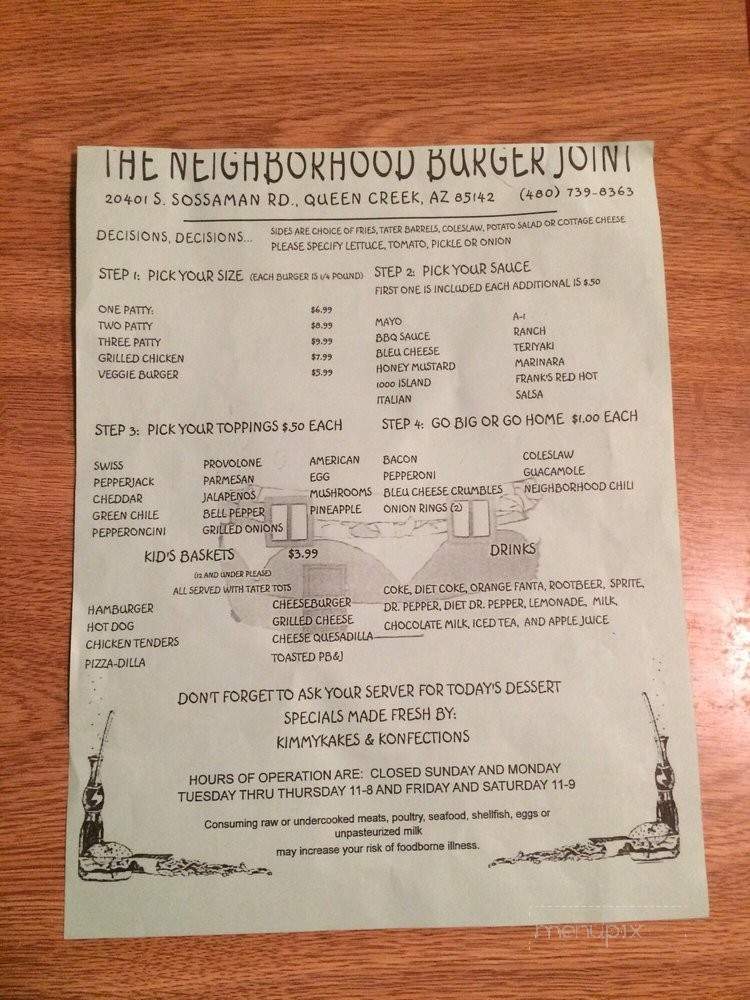 THE NEIGHBORHOOD BURGER JOINT
20401 S. SOSSAMAN RD., QUEEN CREEK, AZ 85142 (480) 739-8363
DECISIONS, DECISIONS... SIDES ARE CHOICE OF FRIES, TATER BARRELS, COLESLAW, POTATO SALAD OR COTTAGE CHEESE
PLEASE SPECIFY LETTUCE, TOMATO, PICKLE OR ONION
STEP 1: PICK YOUR SIZE (EACH BURGER IS 1/4 POUND)
ONE PATTY: $6.99
TWO PATTY $8.99
THREE PATTY $9.99
GRILLED CHICKEN $7.99
VEGGIE BURGER $5.99
STEP 2: PICK YOUR SAUCE
FIRST ONE IS INCLUDED EACH ADDITIONAL IS $.50
MAYO A-1
BBQ SAUCE RANCH
BLEU CHEESE TERIYAKI
HONEY MUSTARD MARINARA
1000 ISLAND FRANK'S RED HOT
ITALIAN SALSA
STEP 3: PICK YOUR TOPPINGS $.50 EACH
SWISS PROVOLONE AMERICAN
PEPPERJACK PARMESAN EGG
CHEDDAR JALAPENOS MUSHROOMS
GREEN CHILE BELL PEPPER PINEAPPLE
PEPPERONCINI GRILLED ONIONS
STEP 4: GO BIG OR GO HOME $1.00 EACH
BACON COLESLAW
PEPPERONI GUACAMOLE
BLEU CHEESE CRUMBLES NEIGHBORHOOD CHILI
ONION RINGS (2)
KID'S BASKETS $3.99
(12 AND UNDER PLEASE)
ALL SERVED WITH TATER TOTS
HAMBURGER CHEESEBURGER
HOT DOG GRILLED CHEESE
CHICKEN TENDERS CHEESE QUESADILLA
PIZZA-DILLA TOASTED PB&J
DRINKS
COKE, DIET COKE, ORANGE FANTA, ROOTBEER, SPRITE,
DR. PEPPER, DIET DR. PEPPER, LEMONADE, MILK,
CHOCOLATE MILK, ICED TEA, AND APPLE JUICE
DON'T FORGET TO ASK YOUR SERVER FOR TODAY'S DESSERT
SPECIALS MADE FRESH BY:
KIMMYKAKES & KONFECTIONS
HOURS OF OPERATION ARE: CLOSED SUNDAY AND MONDAY
TUESDAY THRU THURSDAY 11-8 AND FRIDAY AND SATURDAY 11-9
Consuming raw or undercooked meats, poultry, seafood, shellfish, eggs or
unpasteurized milk
may increase your risk of foodborne illness.
menupix